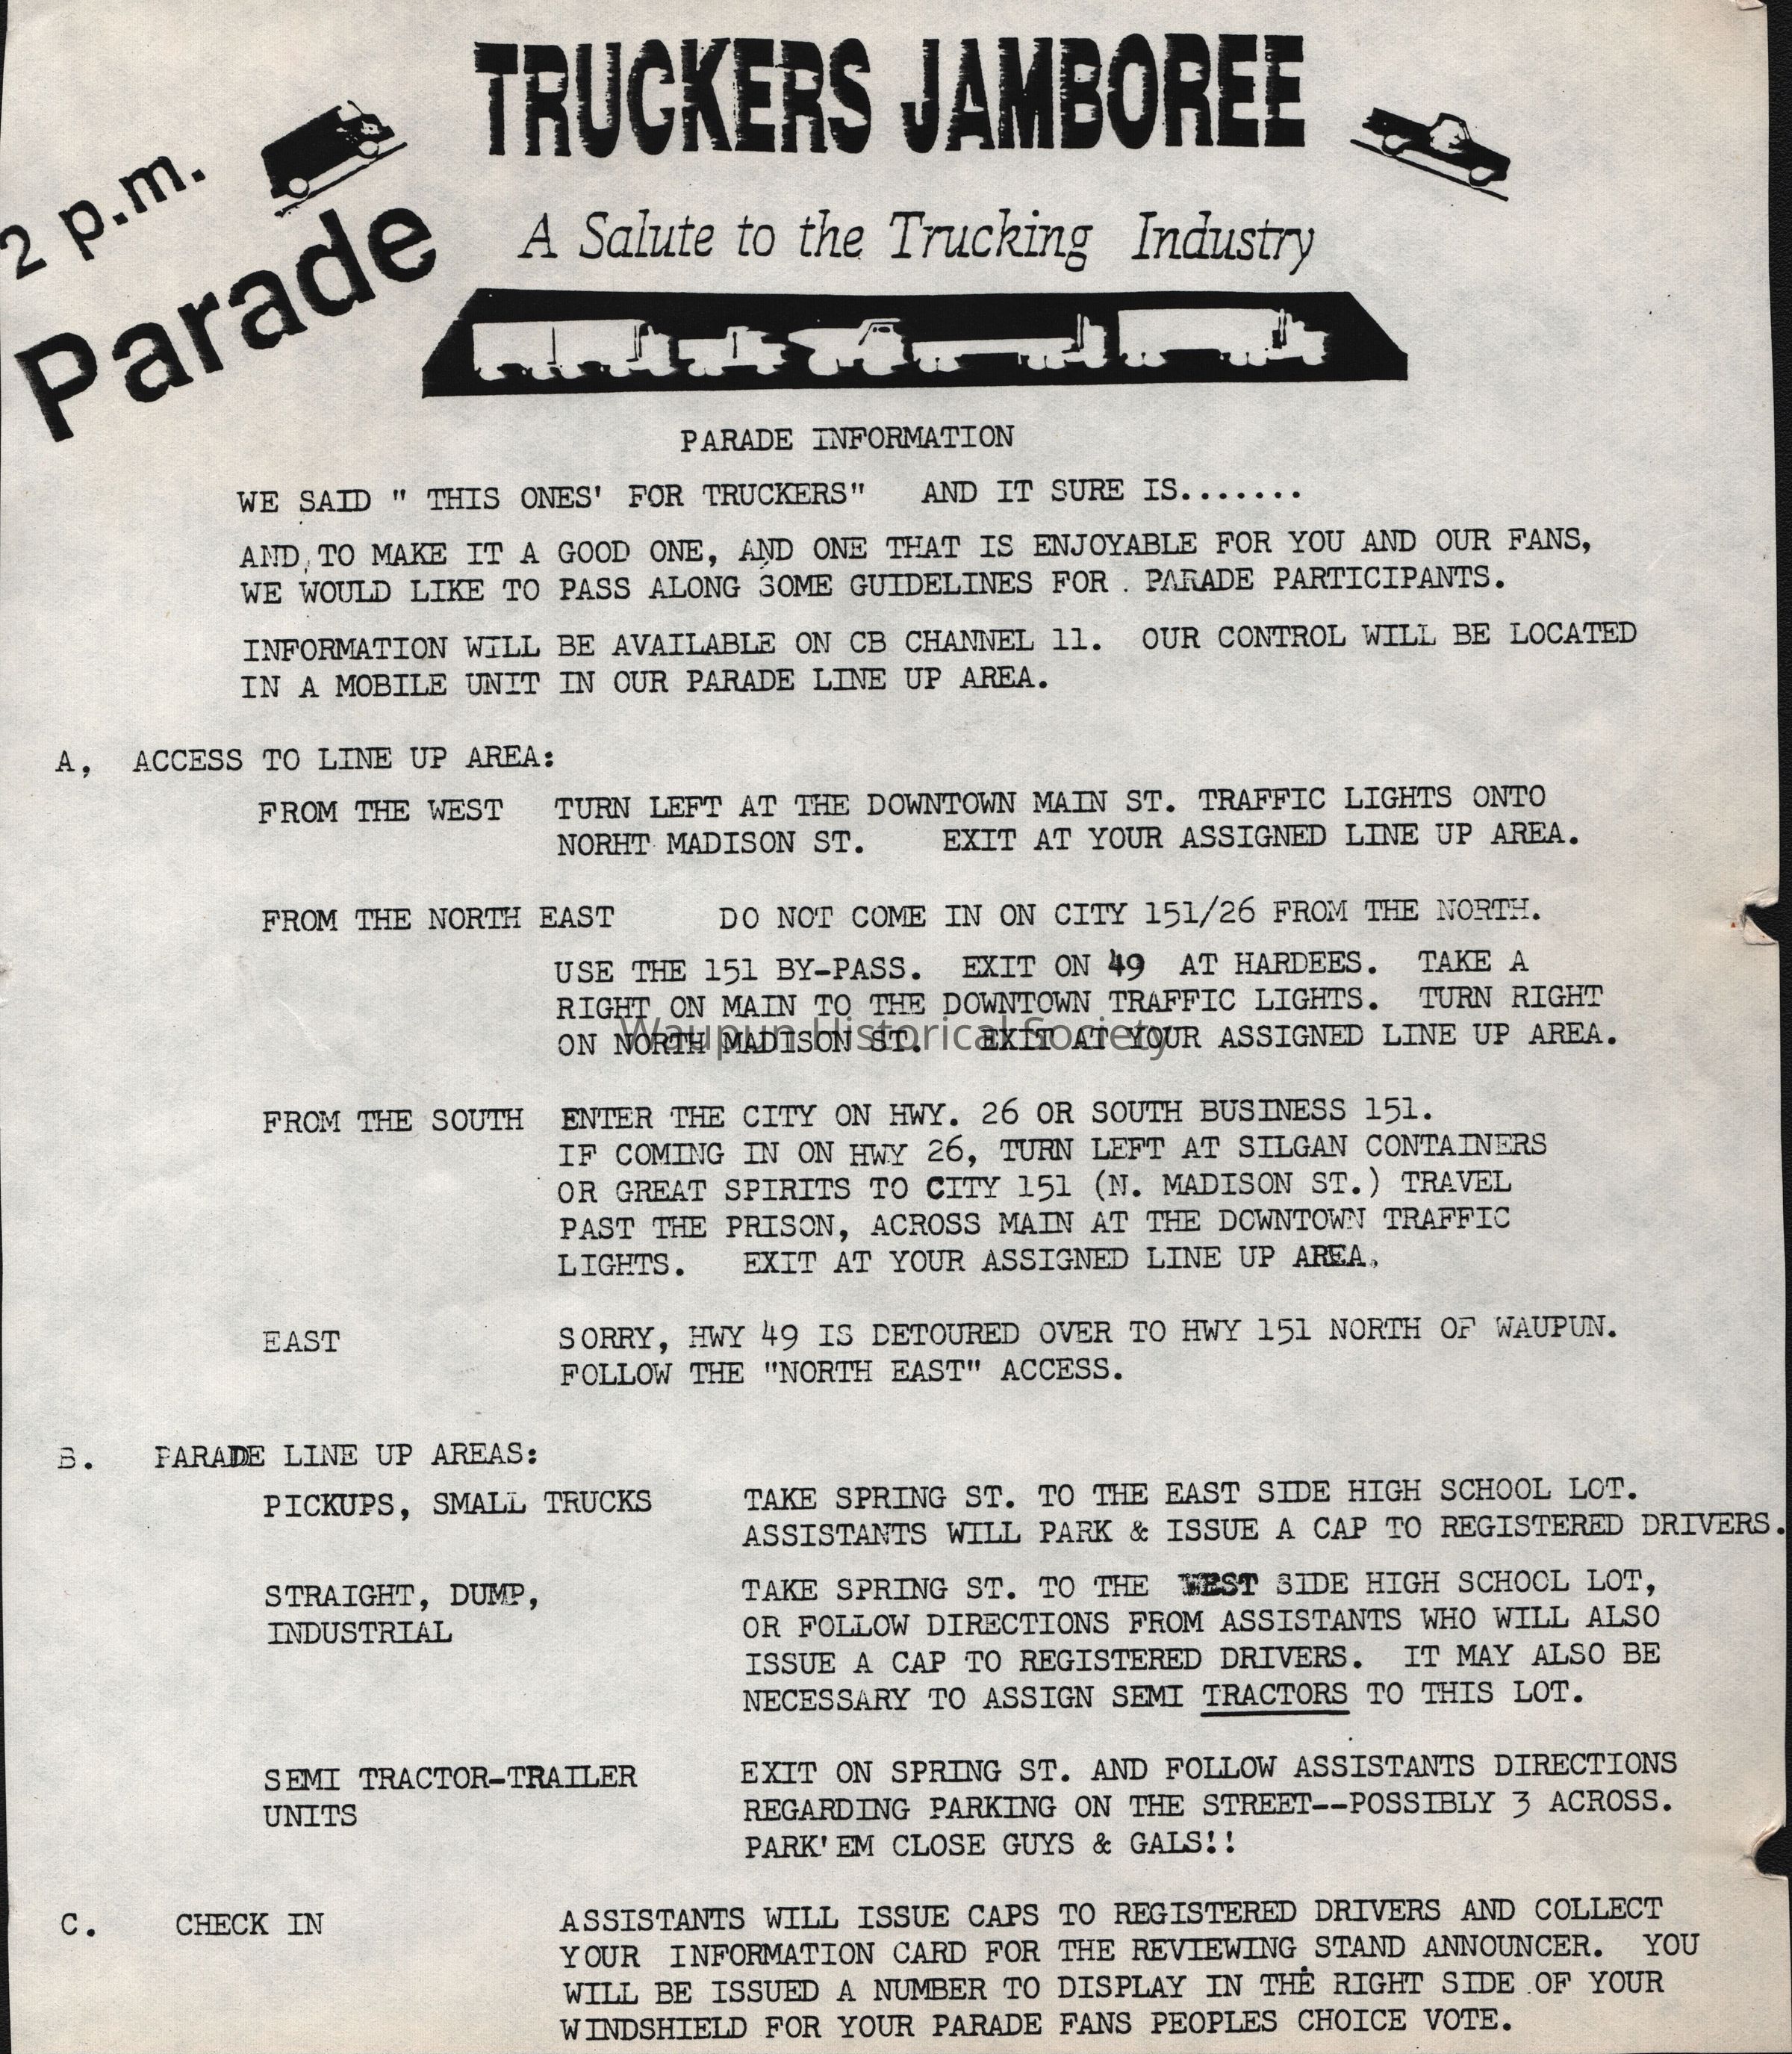 TRUCKERS JAMBOREE
2 p.m.
Parade
A Salute to the Trucking Industry
PARADE INFORMATION
WE SAID " THIS ONES' FOR TRUCKERS" AND IT SURE IS.......
AND, TO MAKE IT A GOOD ONE, AND ONE THAT IS ENJOYABLE FOR YOU AND OUR FANS,
WE WOULD LIKE TO PASS ALONG SOME GUIDELINES FOR . PARADE PARTICIPANTS.
INFORMATION WILL BE AVAILABLE ON CB CHANNEL 11. OUR CONTROL WILL BE LOCATED
IN A MOBILE UNIT IN OUR PARADE LINE UP AREA.
A, ACCESS TO LINE UP AREA:
FROM THE WEST TURN LEFT AT THE DOWNTOWN MAIN ST. TRAFFIC LIGHTS ONTO
NORHT MADISON ST. EXIT AT YOUR ASSIGNED LINE UP AREA.
FROM THE NORTH EAST DO NOT COME IN ON CITY 151/26 FROM THE NORTH.
USE THE 151 BY-PASS. EXIT ON 49 AT HARDEES. TAKE A
RIGHT ON MAIN TO THE DOWNTOWN TRAFFIC LIGHTS. TURN RIGHT
ON NORTH MADISON ST. EXIT AT YOUR ASSIGNED LINE UP AREA.
Waupun Historical Society
FROM THE SOUTH ENTER THE CITY ON HWY. 26 OR SOUTH BUSINESS 151.
IF COMING IN ON HWY 26, TURN LEFT AT SILGAN CONTAINERS
OR GREAT SPIRITS TO CITY 151 (N. MADISON ST.) TRAVEL
PAST THE PRISON, ACROSS MAIN AT THE DOWNTOWN TRAFFIC
LIGHTS. EXIT AT YOUR ASSIGNED LINE UP AREA.
EAST SORRY, HWY 49 IS DETOURED OVER TO HWY 151 NORTH OF WAUPUN.
FOLLOW THE "NORTH EAST" ACCESS.
B. PARADE LINE UP AREAS:
PICKUPS, SMALL TRUCKS TAKE SPRING ST. TO THE EAST SIDE HIGH SCHOOL LOT.
ASSISTANTS WILL PARK & ISSUE A CAP TO REGISTERED DRIVERS.
STRAIGHT, DUMP, TAKE SPRING ST. TO THE WEST SIDE HIGH SCHOOL LOT,
INDUSTRIAL OR FOLLOW DIRECTIONS FROM ASSISTANTS WHO WILL ALSO
ISSUE A CAP TO REGISTERED DRIVERS. IT MAY ALSO BE
NECESSARY TO ASSIGN SEMI TRACTORS TO THIS LOT.
SEMI TRACTOR-TRAILER EXIT ON SPRING ST. AND FOLLOW ASSISTANTS DIRECTIONS
UNITS REGARDING PARKING ON THE STREET--POSSIBLY 3 ACROSS.
PARK'EM CLOSE GUYS & GALS!!
C. CHECK IN ASSISTANTS WILL ISSUE CAPS TO REGISTERED DRIVERS AND COLLECT
YOUR INFORMATION CARD FOR THE REVIEWING STAND ANNOUNCER. YOU
WILL BE ISSUED A NUMBER TO DISPLAY IN THE RIGHT SIDE OF YOUR
WINDSHIELD FOR YOUR PARADE FANS PEOPLES CHOICE VOTE.